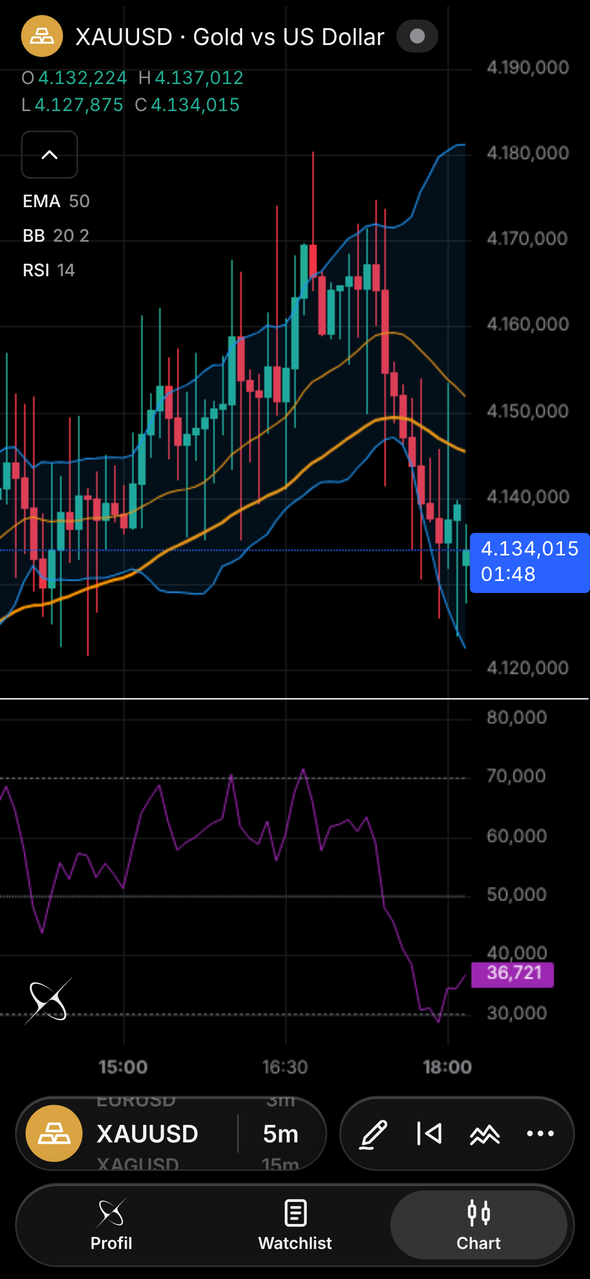 XAUUSD · Gold vs US Dollar
O 4.132,224 H 4.137,012
L 4.127,875 C 4.134,015
EMA 50
BB 20 2
RSI 14
4.190,000
4.180,000
4.170,000
4.160,000
4.150,000
4.140,000
4.134,015
01:48
4.120,000
80,000
70,000
60,000
50,000
40,000
36,721
30,000
15:00 16:30 18:00
EURUSD 3m
XAUUSD 5m
XAGUSD 15m
Profil Watchlist Chart